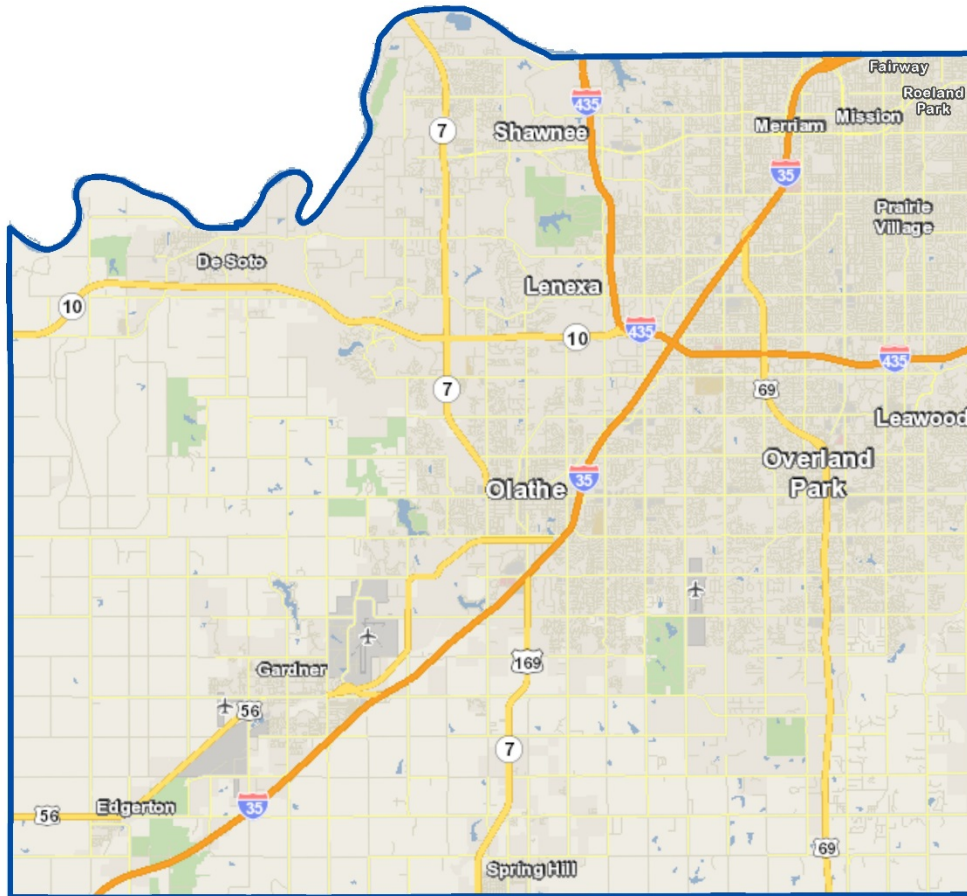 Fairway
Roeland
Park
435
Mission
Merriam
7
Shawnee
35
Prairie
Village
De Soto
Lenexa
10
435
10
435
7
69
Leawood
Overland
Park
35
Olathe
Gardner
169
56
7
Edgerton
35
56
69
Spring Hill